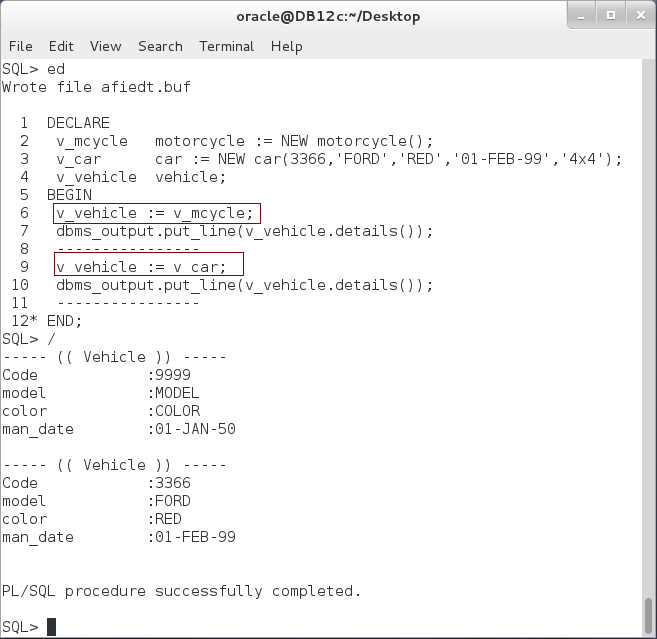 oracle@DB12c:~/Desktop
File Edit View Search Terminal Help
SQL> ed
Wrote file afiedt.buf
1 DECLARE
2 v_mcycle motorcycle := NEW motorcycle();
3 v_car car := NEW car(3366,'FORD','RED','01-FEB-99','4x4');
4 v_vehicle vehicle;
5 BEGIN
6 v_vehicle := v_mcycle;
7 dbms_output.put_line(v_vehicle.details());
8 ----------------
9 v_vehicle := v_car;
10 dbms_output.put_line(v_vehicle.details());
11 ----------------
12* END;
SQL> /
----- (( Vehicle )) -----
Code :9999
model :MODEL
color :COLOR
man_date :01-JAN-50
----- (( Vehicle )) -----
Code :3366
model :FORD
color :RED
man_date :01-FEB-99
PL/SQL procedure successfully completed.
SQL>